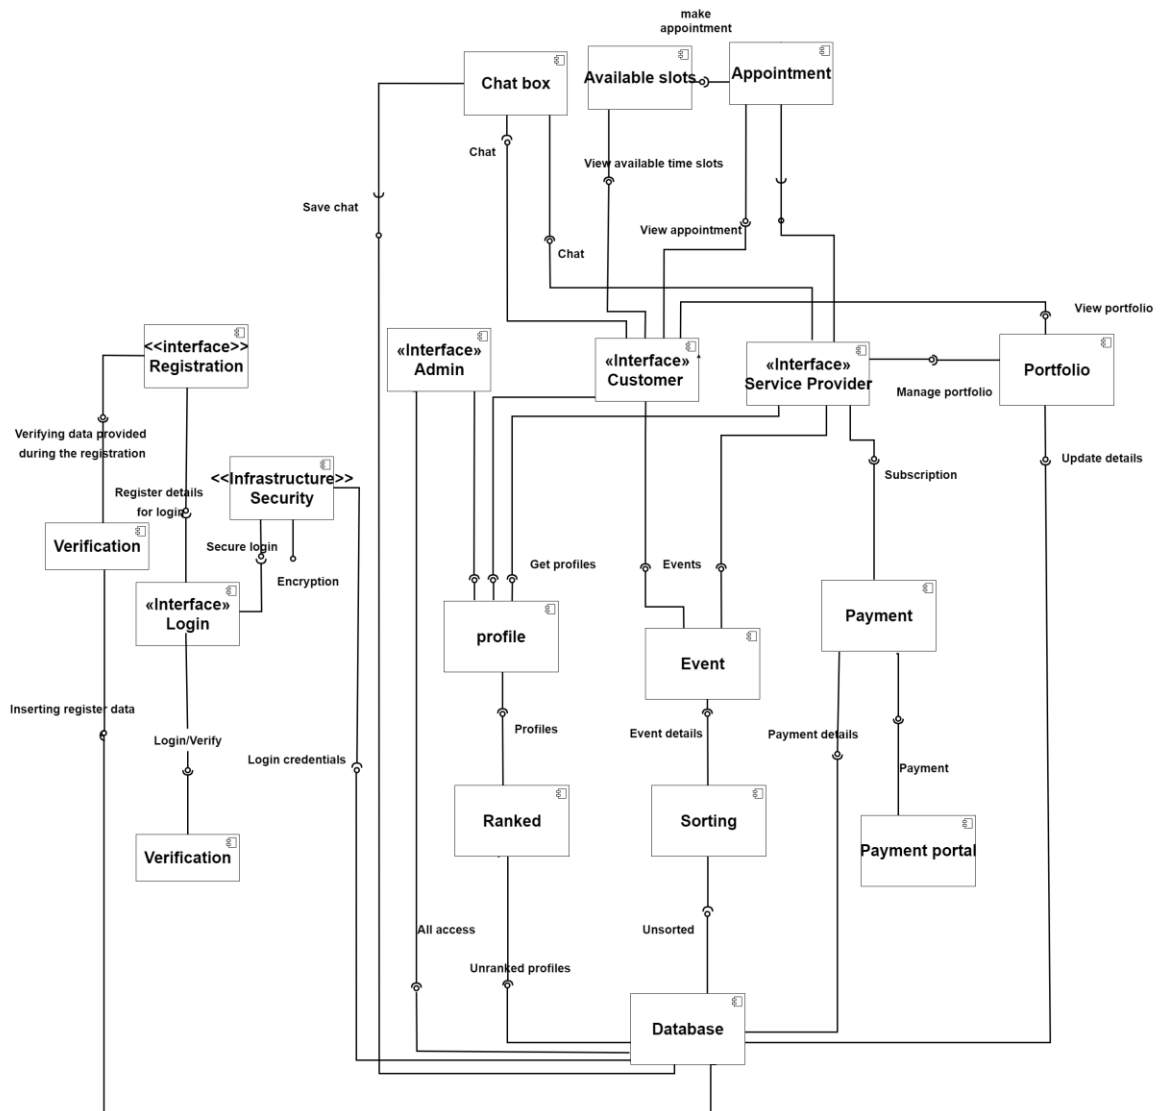 make
appointment
Chat box
Available slots
Appointment
Chat
View available time slots
Save chat
View appointment
Chat
View portfolio
<<interface>>
Registration
«Interface»
Admin
«Interface»
Customer
«Interface»
Service Provider
Portfolio
Manage portfolio
Verifying data provided
during the registration
Update details
<<Infrastructure>>
Security
Subscription
Register details
for login
Verification
Secure login
Encryption
Get profiles
Events
«Interface»
Login
profile
Event
Payment
Inserting register data
Login/Verify
Login credentials
Profiles
Event details
Payment details
Payment
Ranked
Sorting
Verification
Payment portal
All access
Unsorted
Unranked profiles
Database